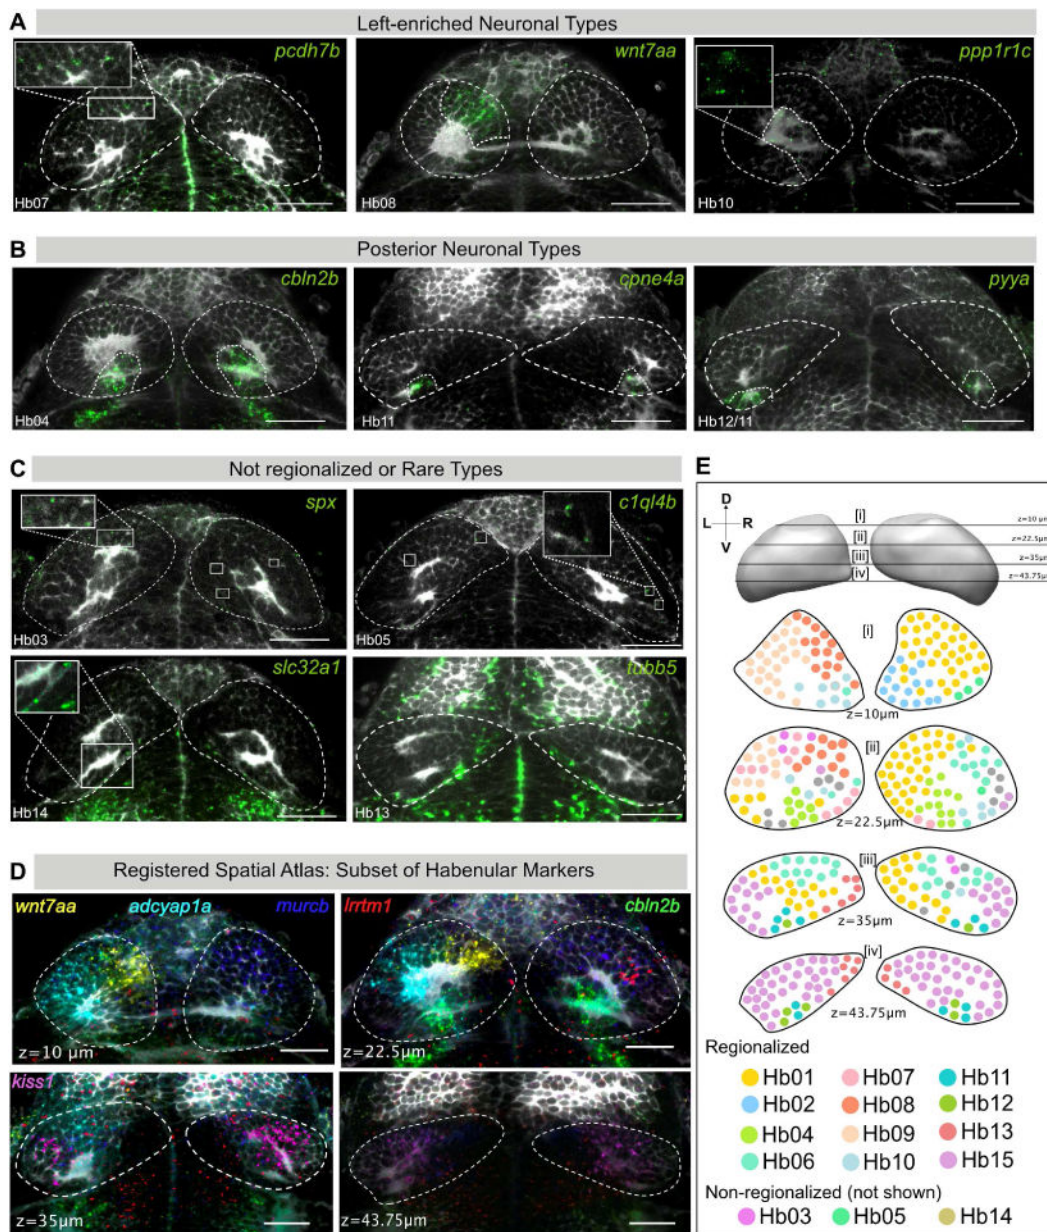 A
Left-enriched Neuronal Types
pcdh7b
wnt7aa
ppp1r1c
Hb07
Hb08
Hb10
B
Posterior Neuronal Types
cbln2b
cpne4a
pyya
Hb04
Hb11
Hb12/11
C
Not regionalized or Rare Types
spx
c1ql4b
Hb03
Hb05
slc32a1
tubb5
Hb14
Hb13
D
Registered Spatial Atlas: Subset of Habenular Markers
wnt7aa adcyap1a murcb
lrrtm1 cbln2b
z=10 µm
z=22.5µm
kiss1
z=35µm
z=43.75µm
E
D
L R
V
[i]
[ii]
[iii]
[iv]
z=10 µm
z=22.5µm
z=35µm
z=43.75µm
[i]
z=10µm
[ii]
z=22.5µm
[iii]
z=35µm
[iv]
z=43.75µm
Regionalized
Hb01 Hb07 Hb11
Hb02 Hb08 Hb12
Hb04 Hb09 Hb13
Hb06 Hb10 Hb15
Non-regionalized (not shown)
Hb03 Hb05 Hb14